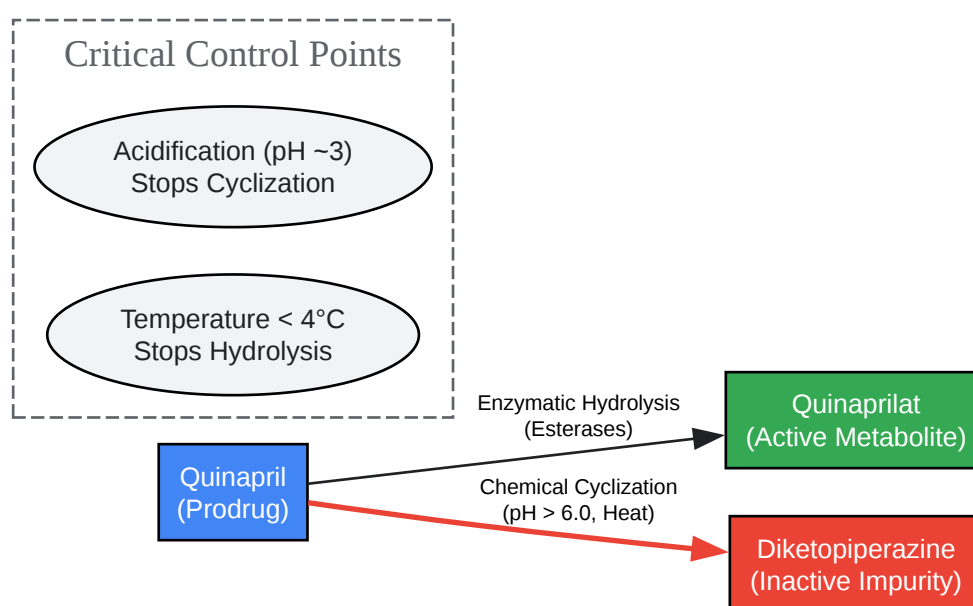 Critical Control Points
Acidification (pH ~3)
Stops Cyclization
Temperature < 4°C
Stops Hydrolysis
Enzymatic Hydrolysis
(Esterases)
Quinaprilat
(Active Metabolite)
Quinapril
(Prodrug)
Chemical Cyclization
(pH > 6.0, Heat)
Diketopiperazine
(Inactive Impurity)